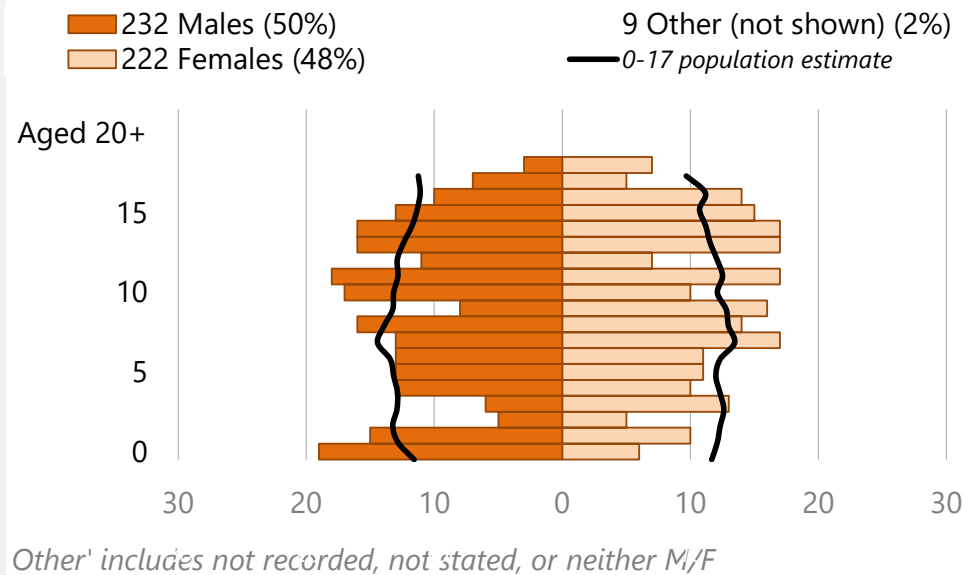 232 Males (50%) 9 Other (not shown) (2%)
222 Females (48%) 0-17 population estimate
Aged 20+
15
10
5
0
30 20 10 0 10 20 30
Other' includes not recorded, not stated, or neither M/F